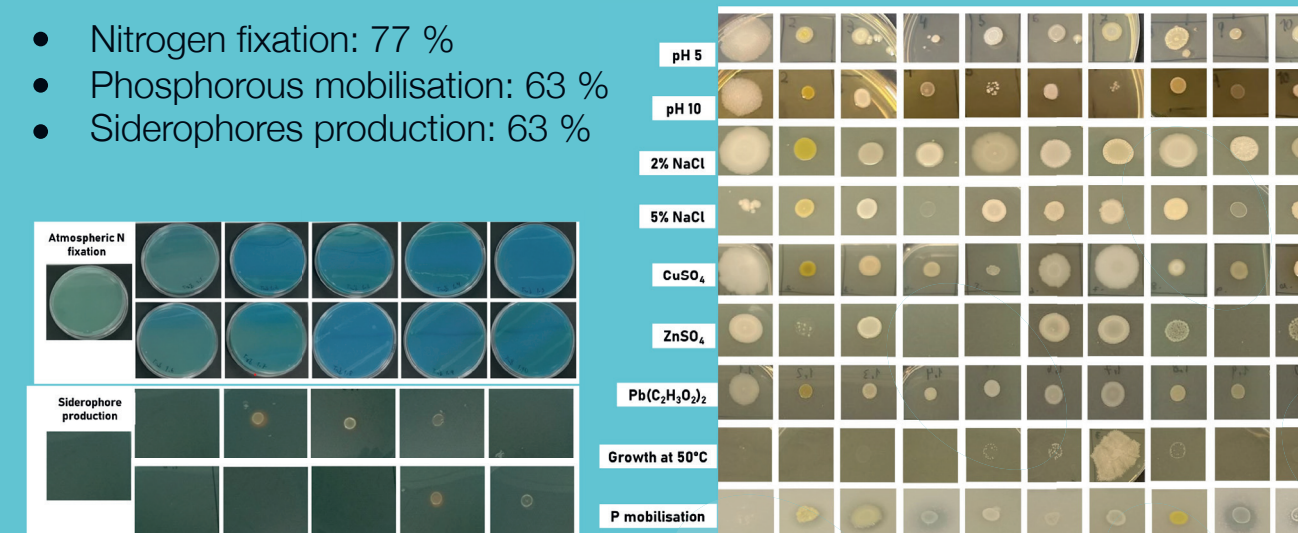 Nitrogen fixation: 77 %
Phosphorous mobilisation: 63 %
Siderophores production: 63 %
Atmospheric N
fixation
Siderophore
production
pH 5
pH 10
2% NaCl
5% NaCl
CuSO₄
ZnSO₄
Pb(C₂H₃O₂)₂
Growth at 50°C
P mobilisation